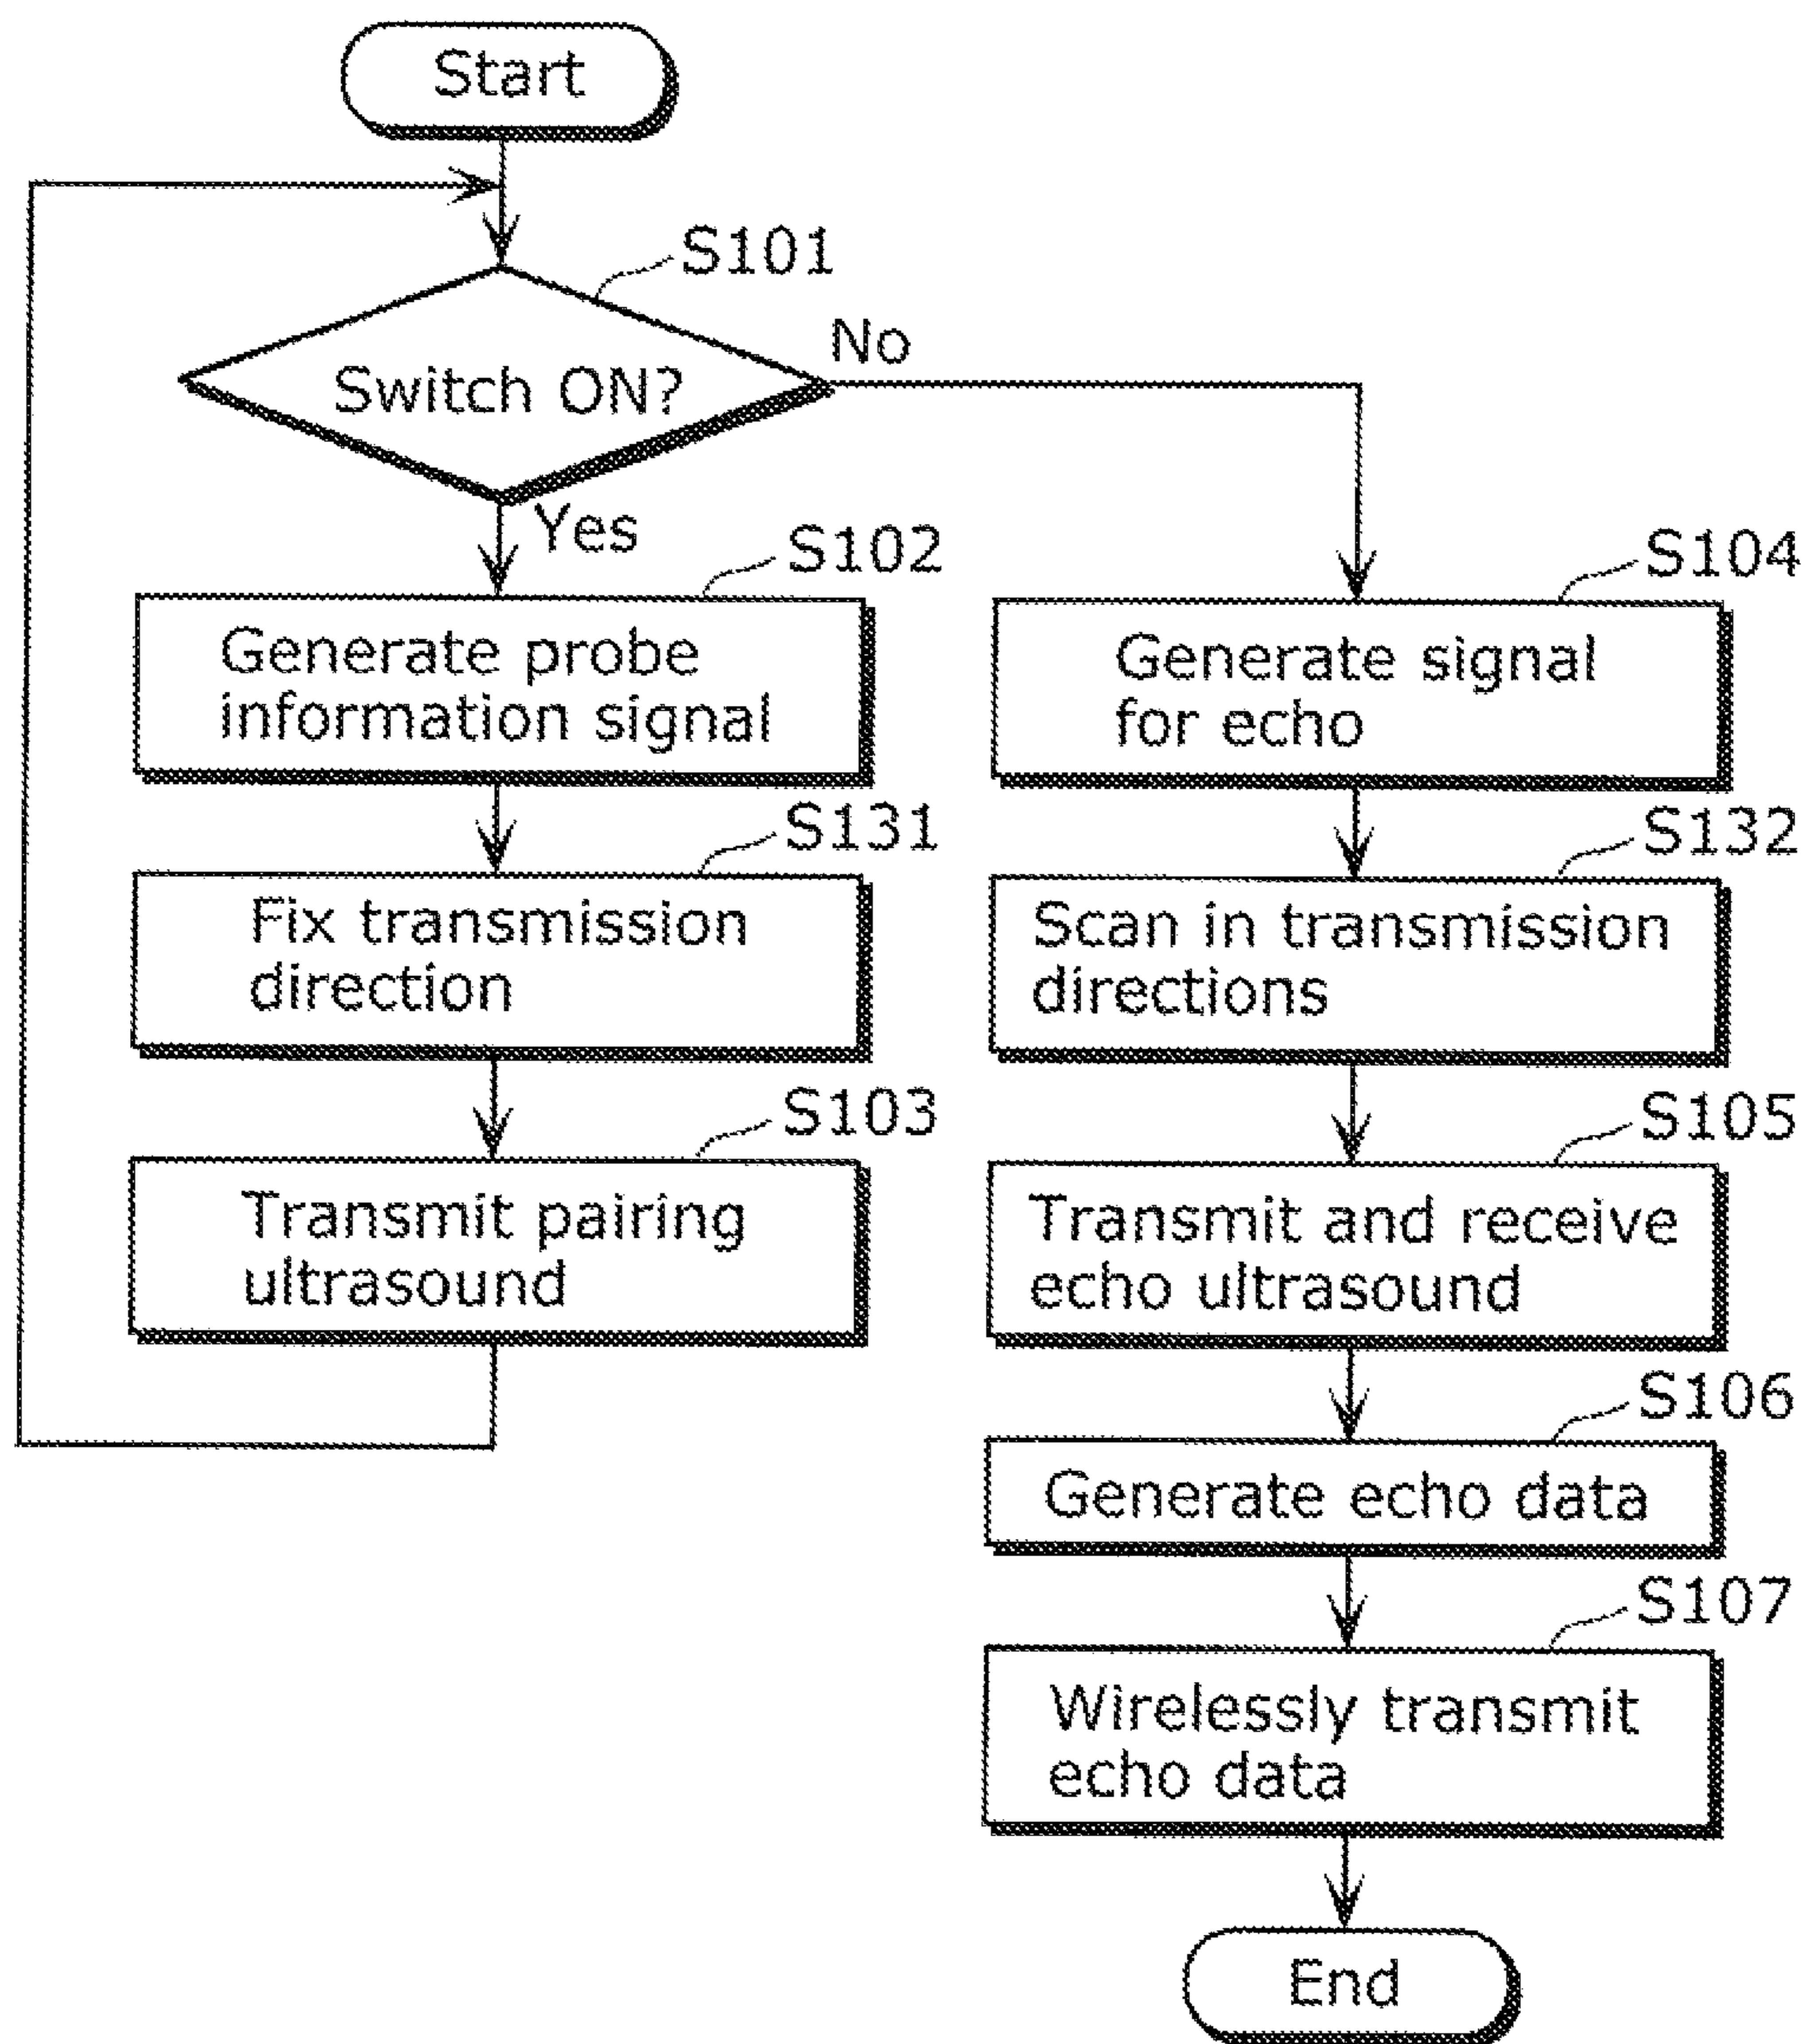 Start
S101
Switch ON?
No
Yes
S102
Generate probe
information signal
S131
Fix transmission
direction
S103
Transmit pairing
ultrasound
S104
Generate signal
for echo
S132
Scan in transmission
directions
S105
Transmit and receive
echo ultrasound
S106
Generate echo data
S107
Wirelessly transmit
echo data
End